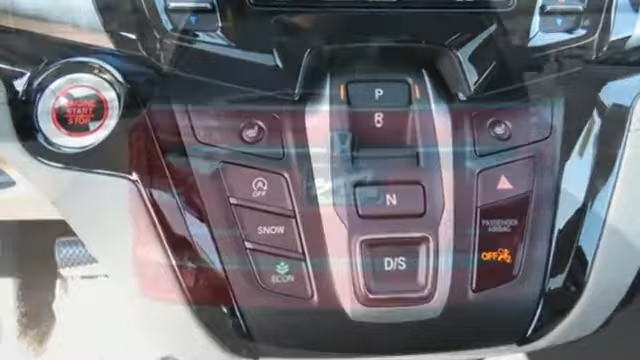 ENGINE
START
STOP
P
R
OFF
SNOW
ECON
N
D/S
PASSENGER
AIRBAG
OFF